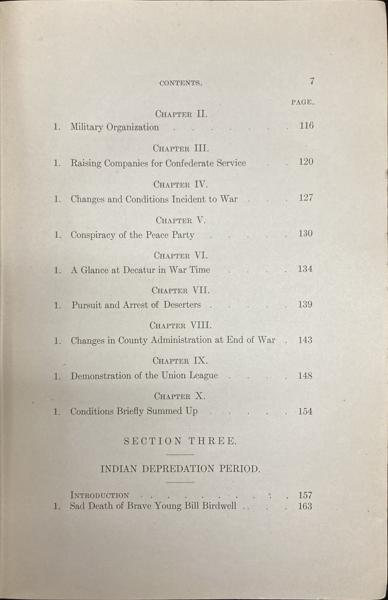 CONTENTS. 7
PAGE.
CHAPTER II.
1. Military Organization . . . . . . . 116
CHAPTER III.
1. Raising Companies for Confederate Service . . 120
CHAPTER IV.
1. Changes and Conditions Incident to War . . . 127
CHAPTER V.
1. Conspiracy of the Peace Party . . . . . 130
CHAPTER VI.
1. A Glance at Decatur in War Time . . . . 134
CHAPTER VII.
1. Pursuit and Arrest of Deserters . . . . . 139
CHAPTER VIII.
1. Changes in County Administration at End of War . 143
CHAPTER IX.
1. Demonstration of the Union League . . . . 148
CHAPTER X.
1. Conditions Briefly Summed Up . . . . . 154
SECTION THREE.
INDIAN DEPREDATION PERIOD.
INTRODUCTION . . . . . . . . . 157
1. Sad Death of Brave Young Bill Birdwell . . . . 163